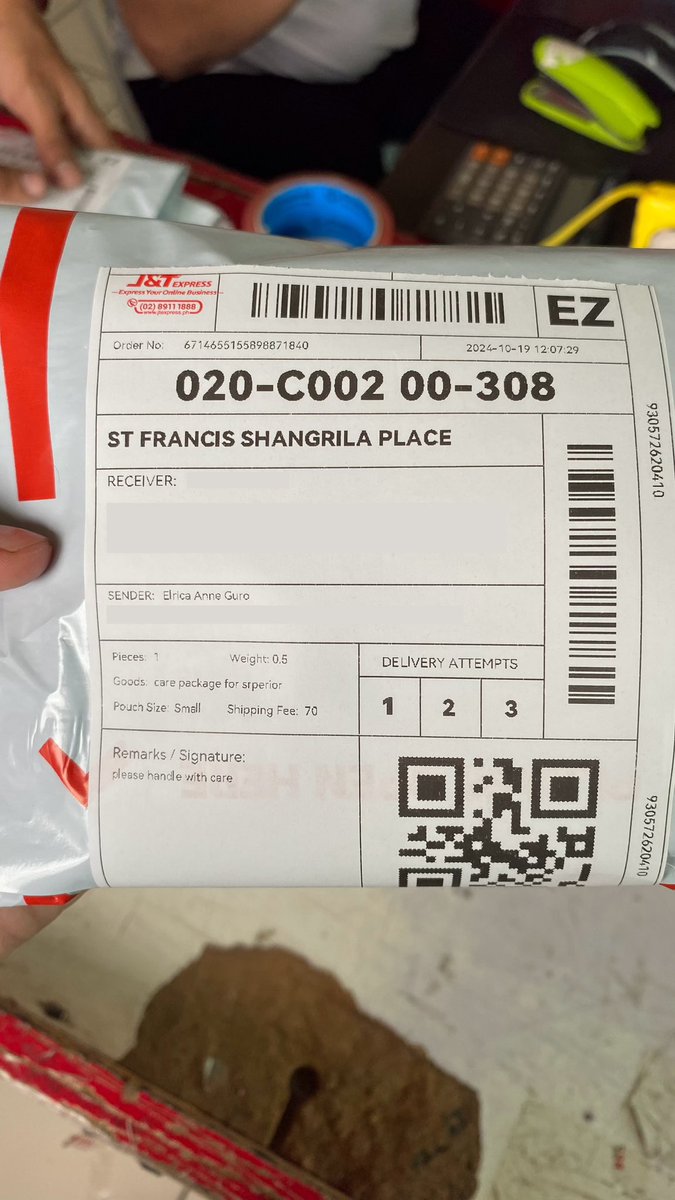 J&T EXPRESS
Express Your Online Business
(02) 8911 1888
www.jtexpress.ph
EZ
Order No: 6714655155898871840
2024-10-19 12:07:29
020-C002 00-308
ST FRANCIS SHANGRILA PLACE
RECEIVER:
SENDER: Elrica Anne Guro
Pieces: 1 Weight: 0.5
Goods: care package for srperior
Pouch Size: Small Shipping Fee: 70
DELIVERY ATTEMPTS
1 2 3
Remarks / Signature:
please handle with care
930572620410
930572620410